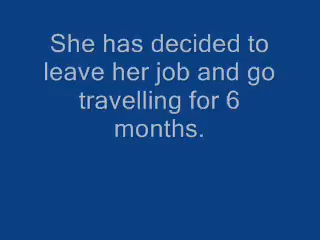 She has decided to
leave her job and go
travelling for 6
months.